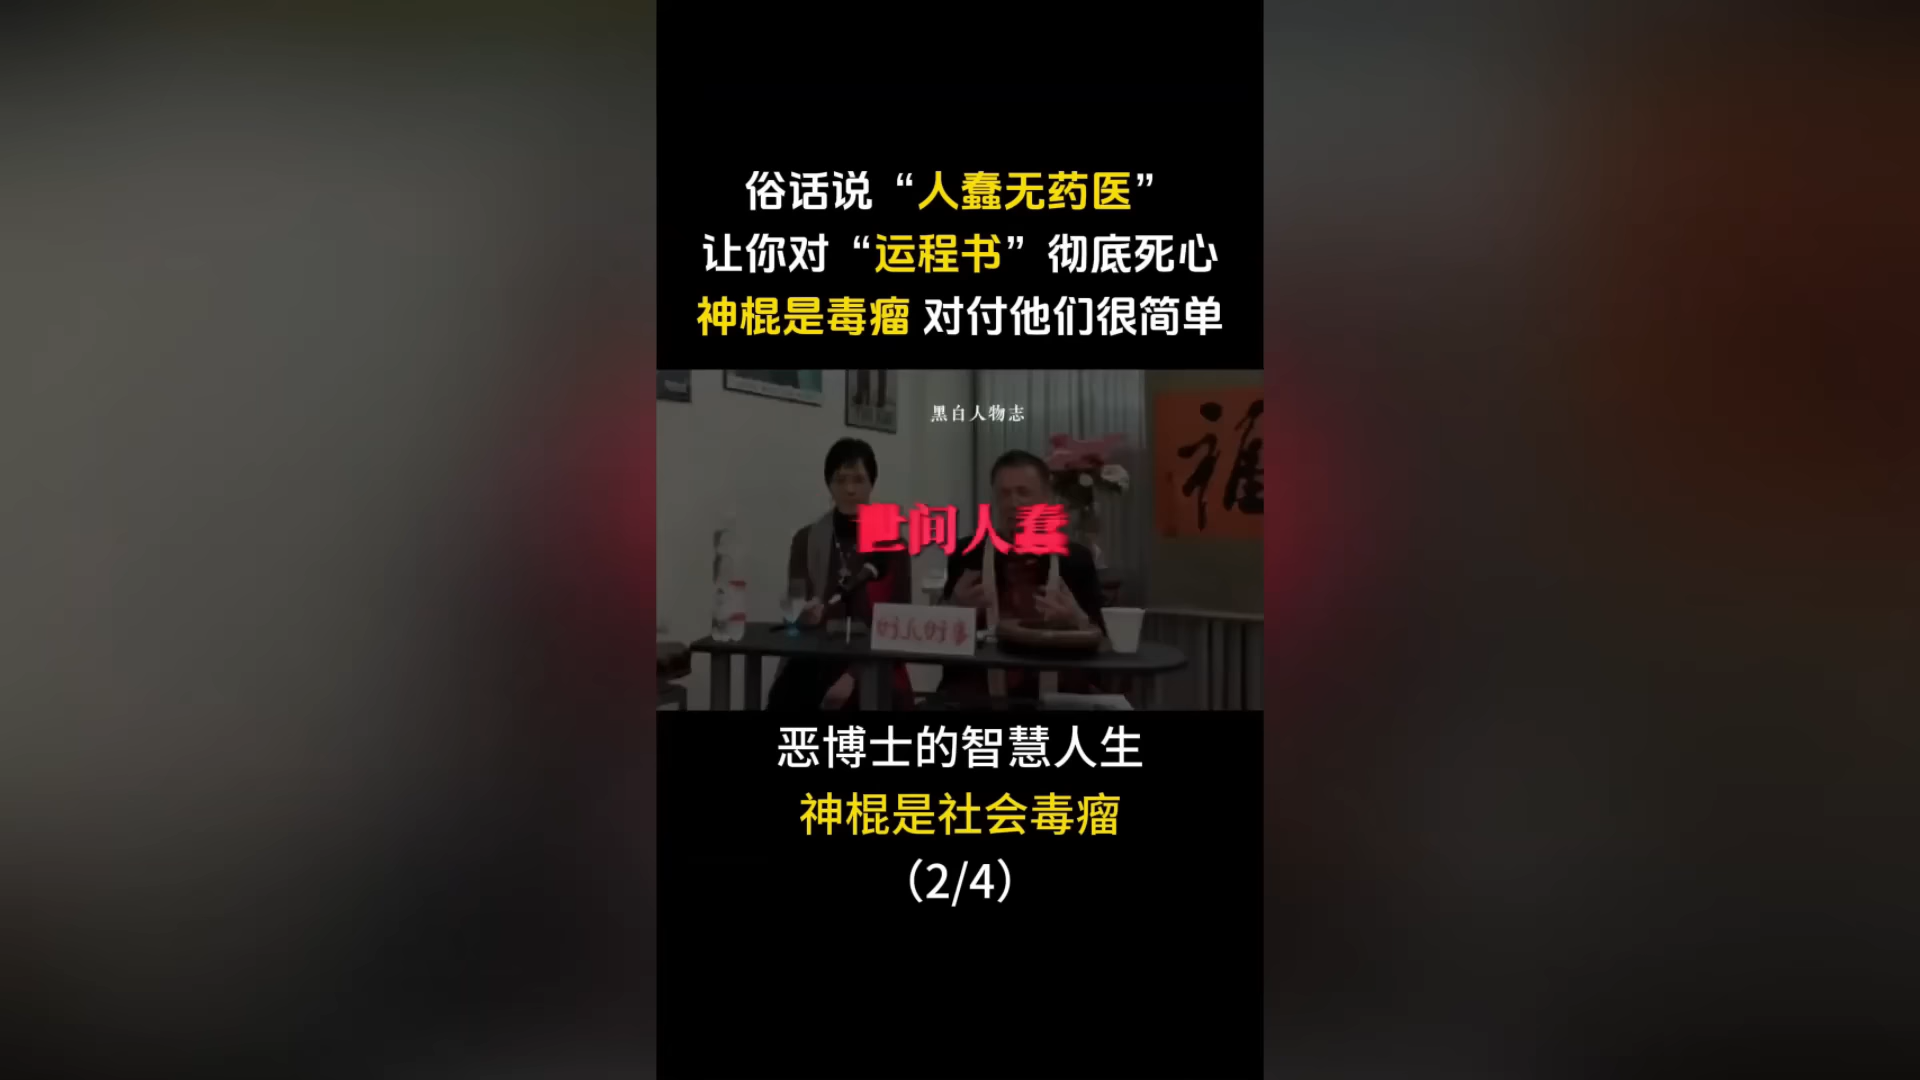 俗话说“人蠢无药医”
让你对“运程书”彻底死心
神棍是毒瘤 对付他们很简单
黑白人物志
福
世间人蠢
恶博士的智慧人生
神棍是社会毒瘤
（2/4）